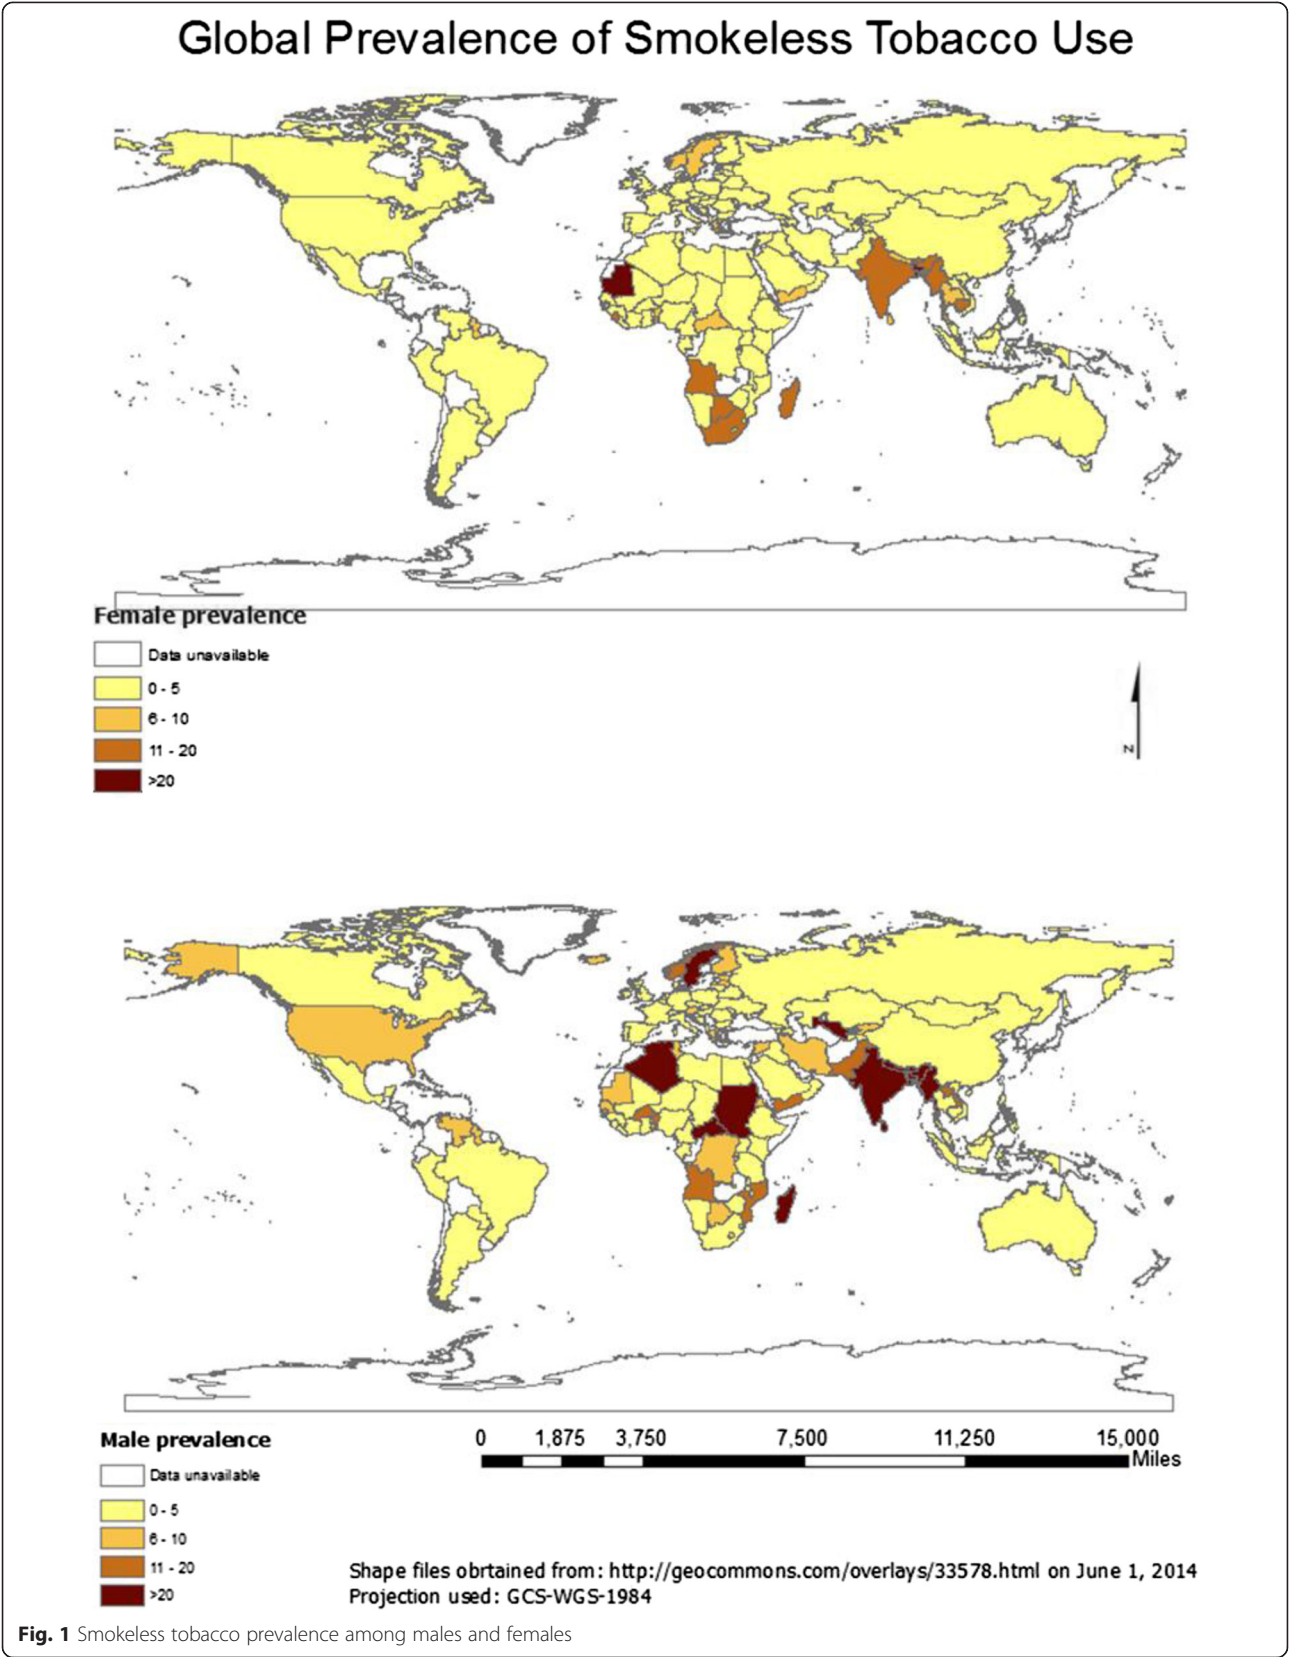 Global Prevalence of Smokeless Tobacco Use
Female prevalence
Data unavailable
0 - 5
6 - 10
11 - 20
>20
N
Male prevalence
Data unavailable
0 - 5
6 - 10
11 - 20
>20
0 1,875 3,750 7,500 11,250 15,000
Miles
Shape files obrtained from: http://geocommons.com/overlays/33578.html on June 1, 2014
Projection used: GCS-WGS-1984
Fig. 1 Smokeless tobacco prevalence among males and females